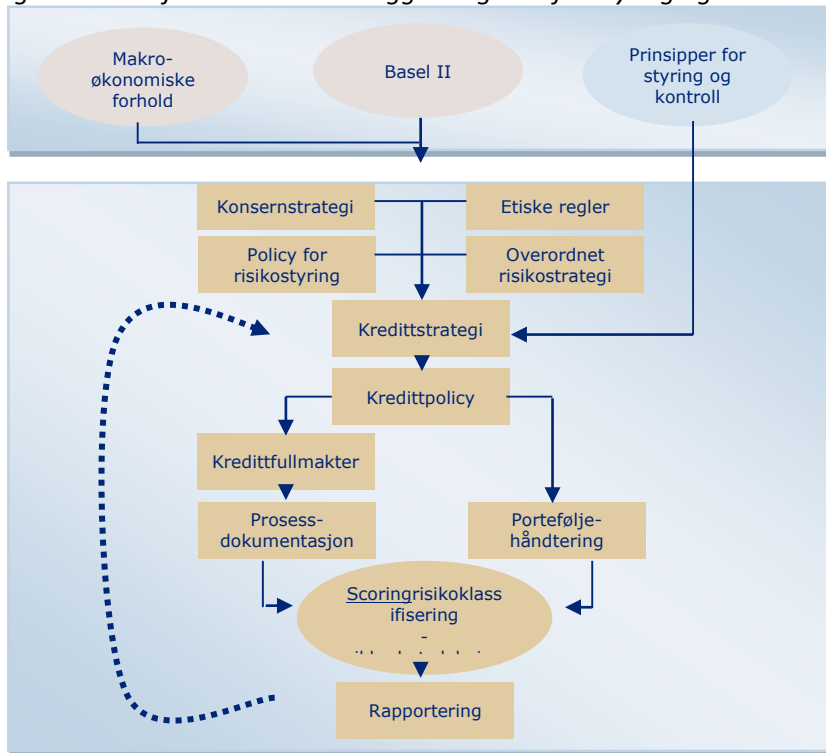 Makro-
økonomiske
forhold
Basel II
Prinsipper for
styring og
kontroll
Konsernstrategi
Etiske regler
Policy for
risikostyring
Overordnet
risikostrategi
Kredittstrategi
Kredittpolicy
Kredittfullmakter
Prosess-
dokumentasjon
Portefølje-
håndtering
Scoringrisikoklass
ifisering
-
Rapportering